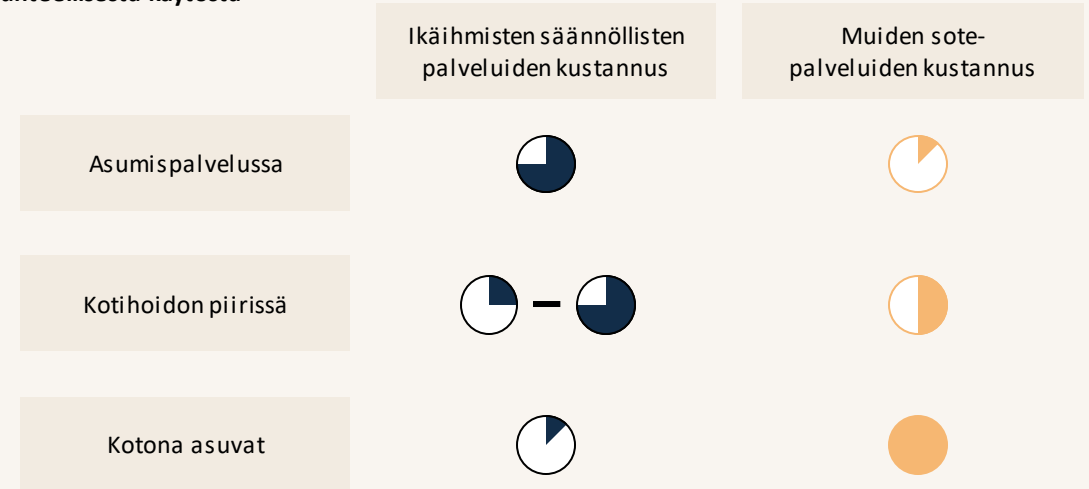 Ikäihmisten säännöllisten
palveluiden kustannus
Muiden sote-
palveluiden kustannus
Asumispalvelussa
Kotihoidon piirissä
Kotona asuvat